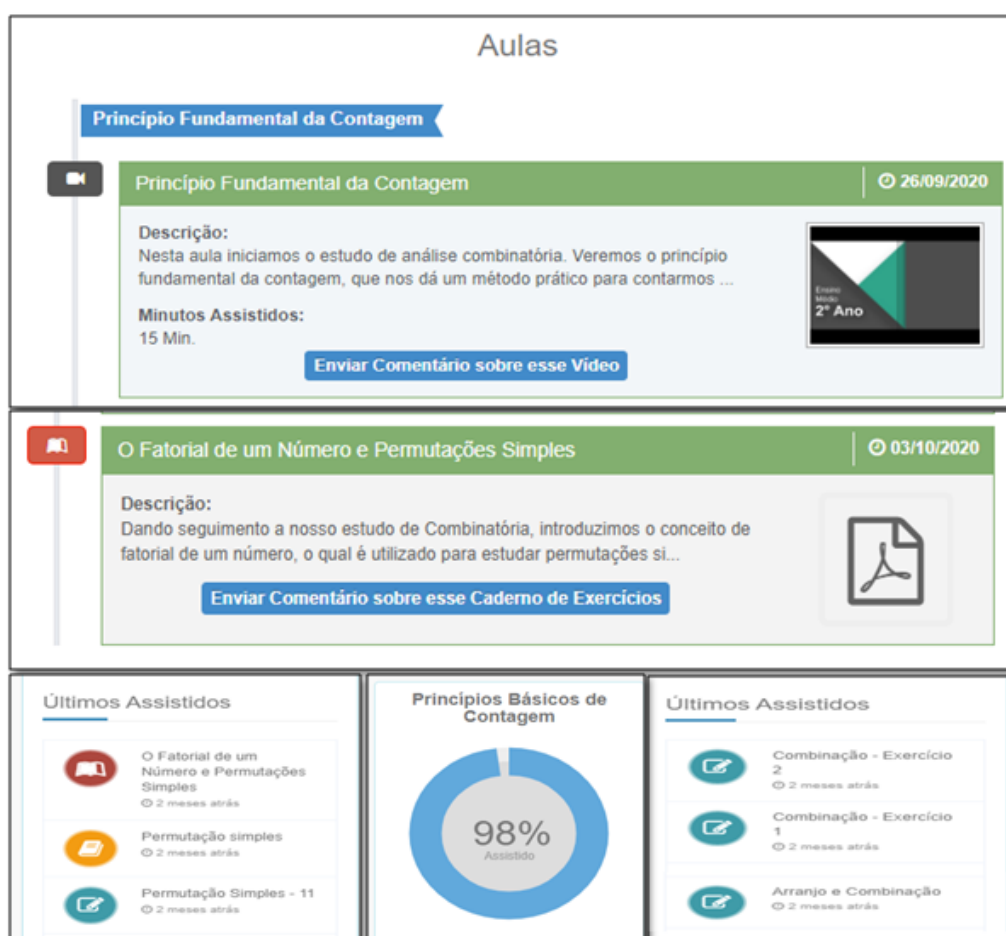 Aulas
Princípio Fundamental da Contagem
Princípio Fundamental da Contagem
26/09/2020
Descrição:
Nesta aula iniciamos o estudo de análise combinatória. Veremos o princípio
fundamental da contagem, que nos dá um método prático para contarmos ...
Minutos Assistidos:
15 Min.
Ensino
Médio
2° Ano
Enviar Comentário sobre esse Vídeo
O Fatorial de um Número e Permutações Simples
03/10/2020
Descrição:
Dando seguimento a nosso estudo de Combinatória, introduzimos o conceito de
fatorial de um número, o qual é utilizado para estudar permutações si...
Enviar Comentário sobre esse Caderno de Exercícios
Últimos Assistidos
O Fatorial de um
Número e Permutações
Simples
2 meses atrás
Permutação simples
2 meses atrás
Permutação Simples - 11
2 meses atrás
Princípios Básicos de
Contagem
98%
Assistido
Últimos Assistidos
Combinação - Exercício
2
2 meses atrás
Combinação - Exercício
1
2 meses atrás
Arranjo e Combinação
2 meses atrás